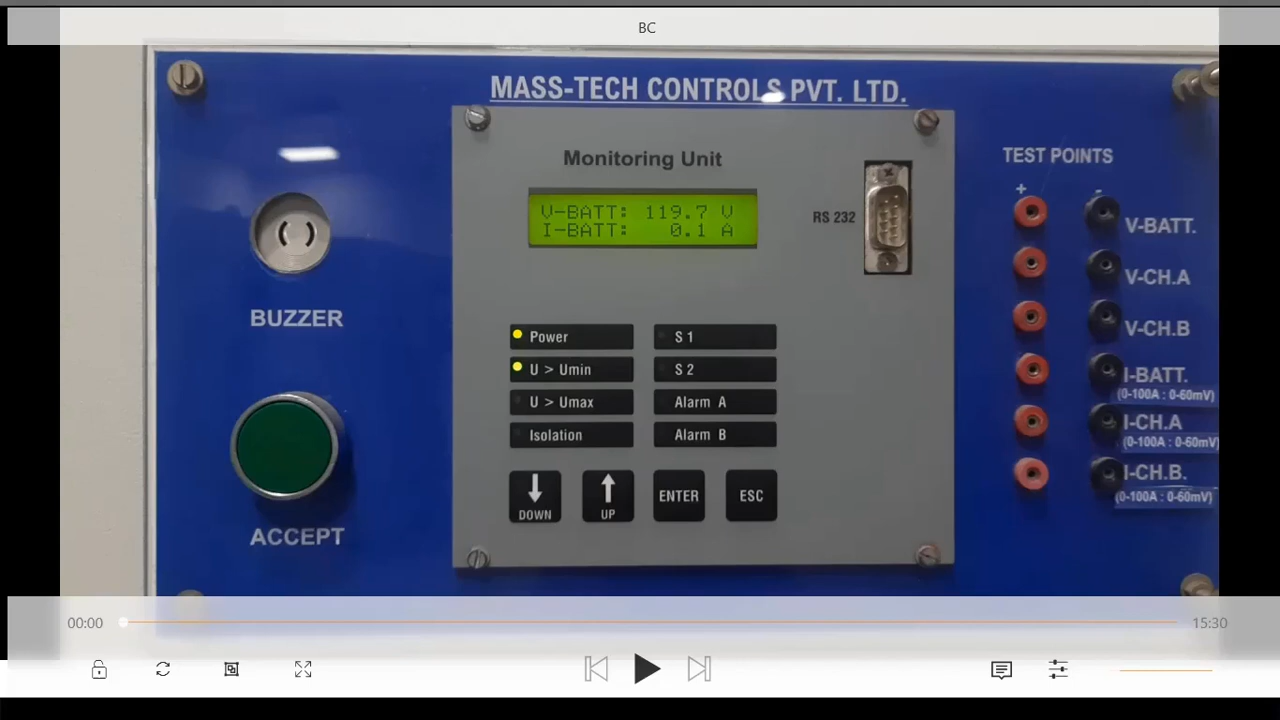 BC
MASS-TECH CONTROLS PVT. LTD.
Monitoring Unit
V-BATT: 119.7 V
I-BATT: 0.1 A
RS 232
BUZZER
ACCEPT
Power
U > Umin
U > Umax
Isolation
S 1
S 2
Alarm A
Alarm B
DOWN
UP
ENTER
ESC
TEST POINTS
+ -
V-BATT.
V-CH.A
V-CH.B
I-BATT.
(0-100A : 0-60mV)
I-CH.A
(0-100A : 0-60mV)
I-CH.B.
(0-100A : 0-60mV)
00:00
15:30